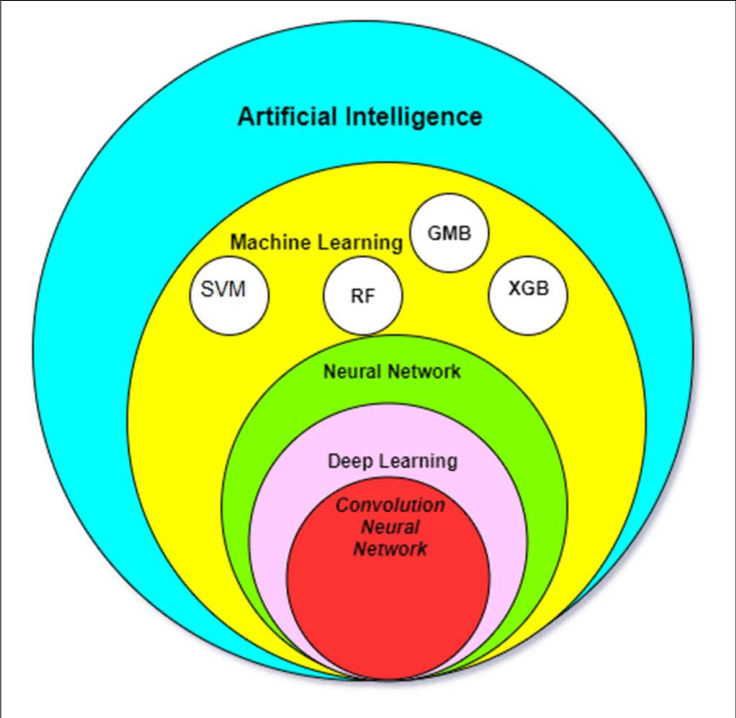 Artificial Intelligence
GMB
Machine Learning
SVM
RF
XGB
Neural Network
Deep Learning
Convolution
Neural
Network